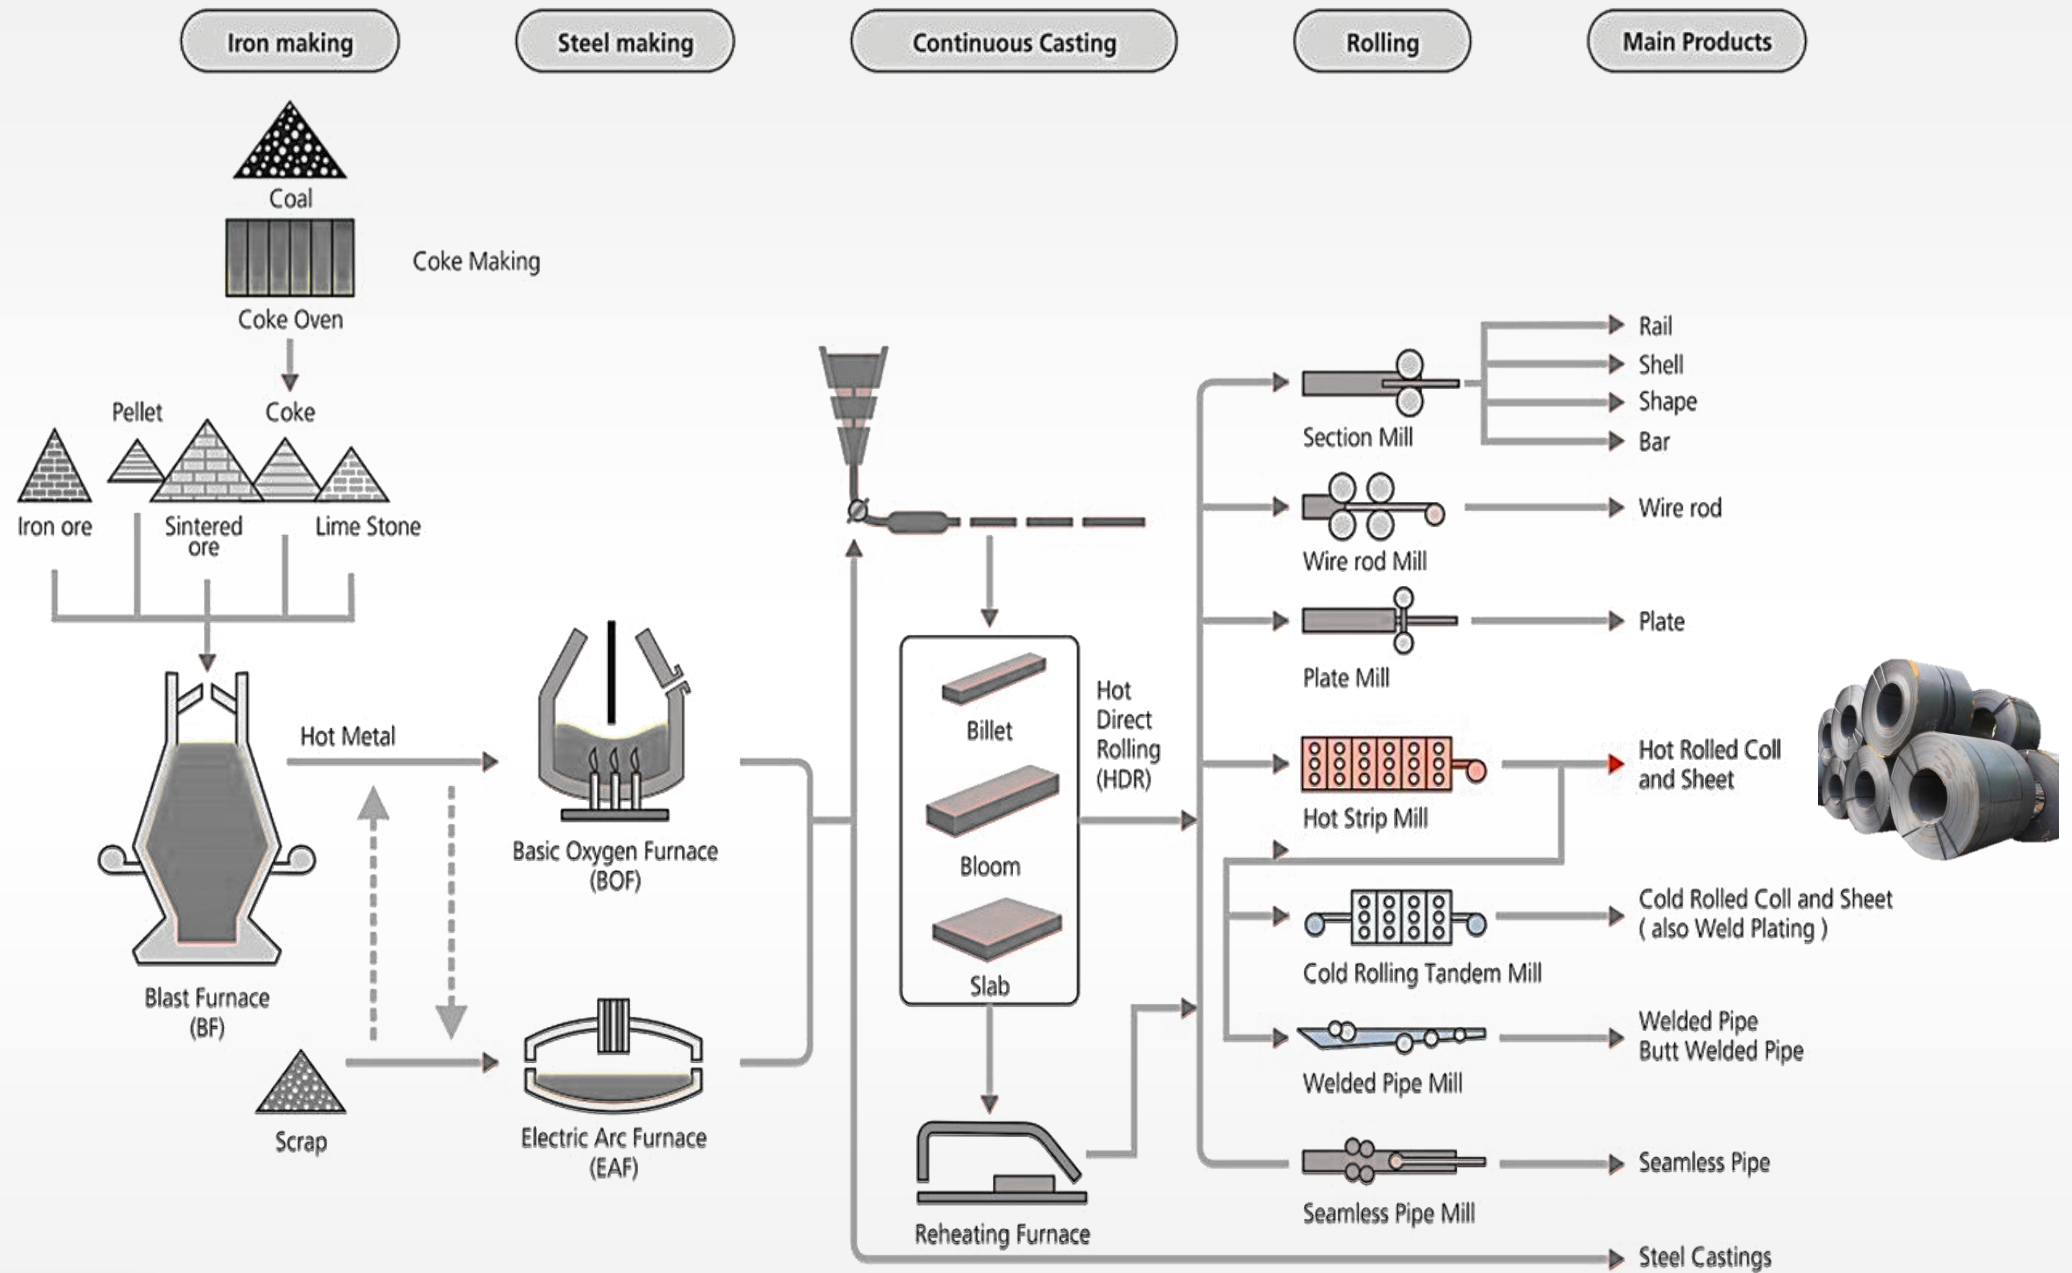 Iron making
Steel making
Continuous Casting
Rolling
Main Products
Coal
Coke Making
Coke Oven
Pellet
Coke
Iron ore
Sintered
ore
Lime Stone
Hot Metal
Blast Furnace
(BF)
Scrap
Basic Oxygen Furnace
(BOF)
Electric Arc Furnace
(EAF)
Billet
Bloom
Slab
Hot
Direct
Rolling
(HDR)
Reheating Furnace
Section Mill
Wire rod Mill
Plate Mill
Hot Strip Mill
Cold Rolling Tandem Mill
Welded Pipe Mill
Seamless Pipe Mill
Rail
Shell
Shape
Bar
Wire rod
Plate
Hot Rolled Coll
and Sheet
Cold Rolled Coll and Sheet
( also Weld Plating )
Welded Pipe
Butt Welded Pipe
Seamless Pipe
Steel Castings